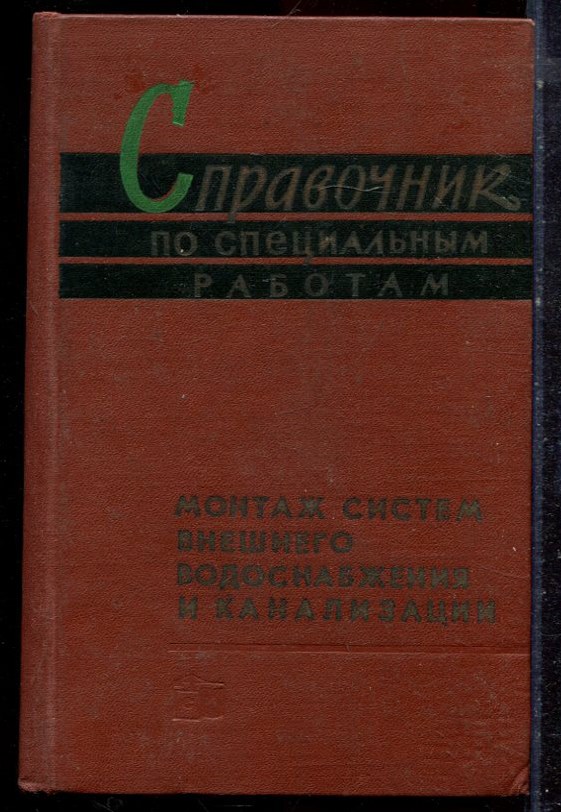 Справочник
ПО СПЕЦИАЛЬНЫМ
РАБОТАМ
МОНТАЖ СИСТЕМ
ВНЕШНЕГО
ВОДОСНАБЖЕНИЯ
И КАНАЛИЗАЦИИ